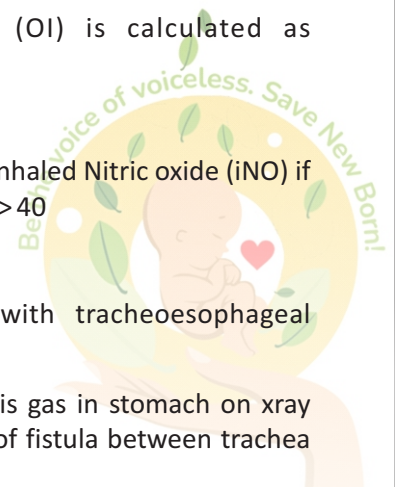 (OI) is calculated as
Be the voice of voiceless. Save New Born!
nhaled Nitric oxide (iNO) if
> 40
with tracheoesophageal
is gas in stomach on xray
of fistula between trachea